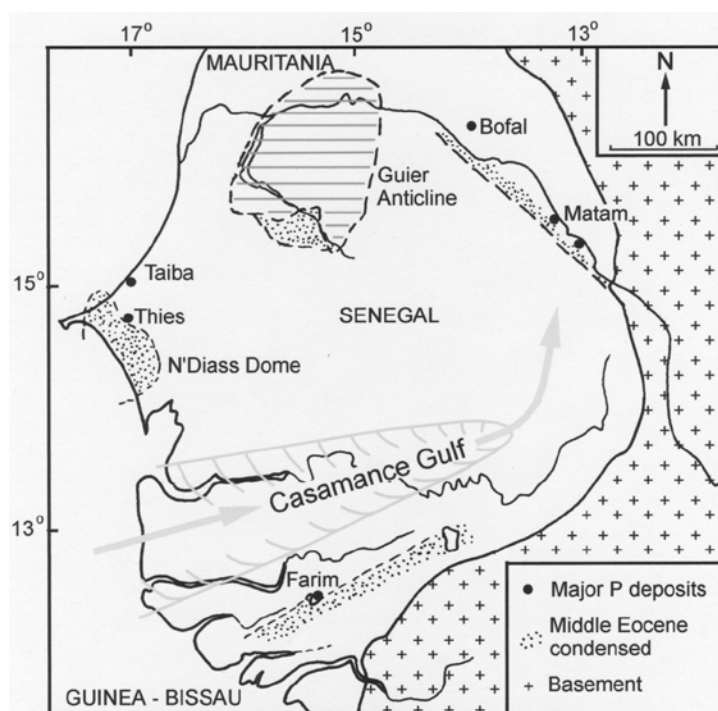 17° 15° 13°
MAURITANIA
N
100 km
Bofal
Guier
Anticline
Matam
15°
Taiba
Thies
SENEGAL
N'Diass Dome
Casamance Gulf
13°
Farim
GUINEA - BISSAU
Major P deposits
Middle Eocene
condensed
Basement